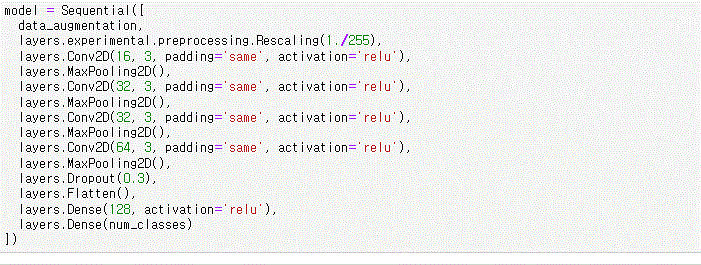 model = Sequential([
  data_augmentation,
  layers.experimental.preprocessing.Rescaling(1./255),
  layers.Conv2D(16, 3, padding='same', activation='relu'),
  layers.MaxPooling2D(),
  layers.Conv2D(32, 3, padding='same', activation='relu'),
  layers.MaxPooling2D(),
  layers.Conv2D(32, 3, padding='same', activation='relu'),
  layers.MaxPooling2D(),
  layers.Conv2D(64, 3, padding='same', activation='relu'),
  layers.MaxPooling2D(),
  layers.Dropout(0.3),
  layers.Flatten(),
  layers.Dense(128, activation='relu'),
  layers.Dense(num_classes)
])